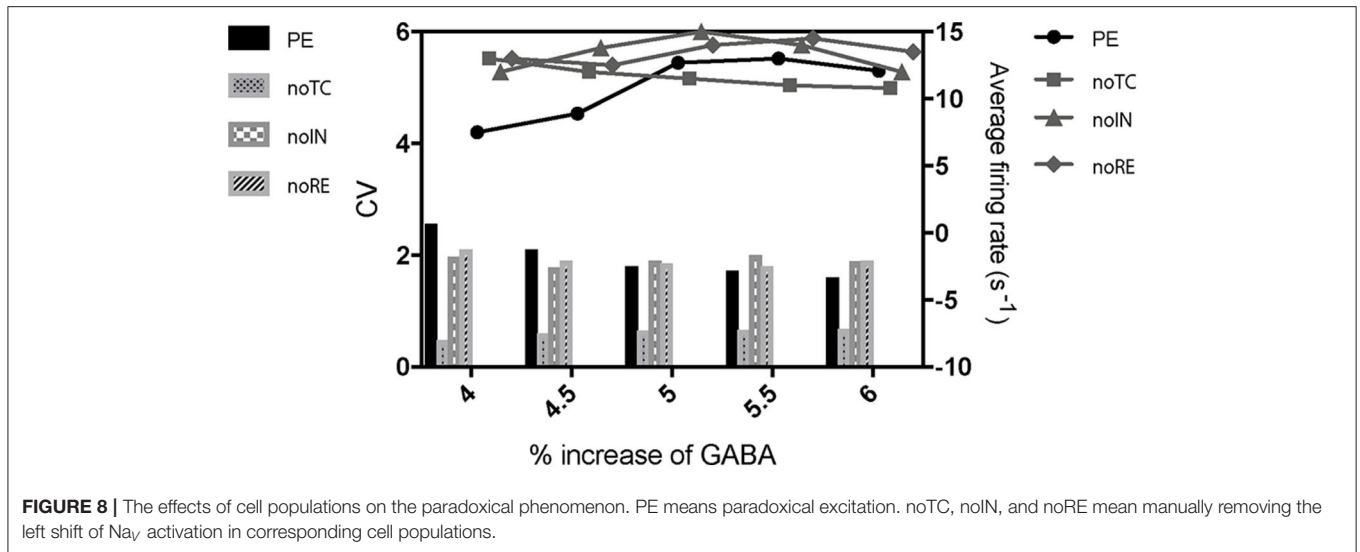 PE
noTC
noIN
noRE
CV
6
4
2
0
15
10
5
0
-5
-10
Average firing rate (s⁻¹)
4
4.5
5
5.5
6
% increase of GABA
PE
noTC
noIN
noRE
FIGURE 8 | The effects of cell populations on the paradoxical phenomenon. PE means paradoxical excitation. noTC, noIN, and noRE mean manually removing the
left shift of NaV activation in corresponding cell populations.